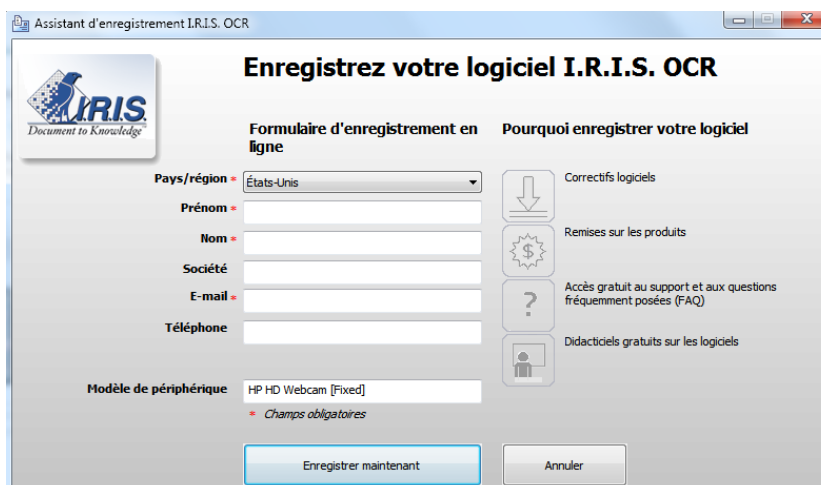 Assistant d'enregistrement I.R.I.S. OCR
I.R.I.S.
Document to Knowledge
Enregistrez votre logiciel I.R.I.S. OCR
Formulaire d'enregistrement en
ligne
Pays/région *
États-Unis
Prénom *
Nom *
Société
E-mail *
Téléphone
Modèle de périphérique
HP HD Webcam [Fixed]
* Champs obligatoires
Pourquoi enregistrer votre logiciel
Correctifs logiciels
$
Remises sur les produits
?
Accès gratuit au support et aux questions
fréquemment posées (FAQ)
Didacticiels gratuits sur les logiciels
Enregistrer maintenant
Annuler